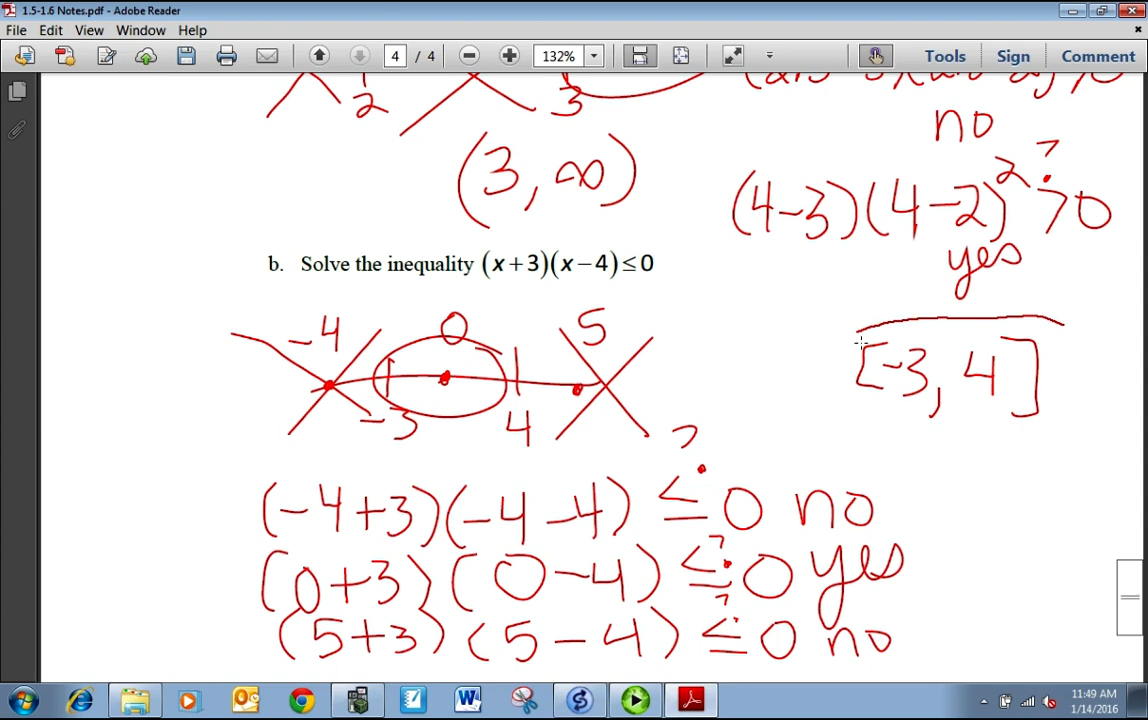 1.5-1.6 Notes.pdf - Adobe Reader
File Edit View Window Help
4 / 4 132% Tools Sign Comment
1 2 3
no
(3, ∞)
(4-3)(4-2)² >? 0
yes
b. Solve the inequality (x+3)(x-4)≤0
-4 0 5
-3 4
[-3, 4]
(-4+3)(-4-4) ≤? 0 no
(0+3)(0-4) ≤? 0 yes
(5+3)(5-4) ≤? 0 no
11:49 AM
1/14/2016